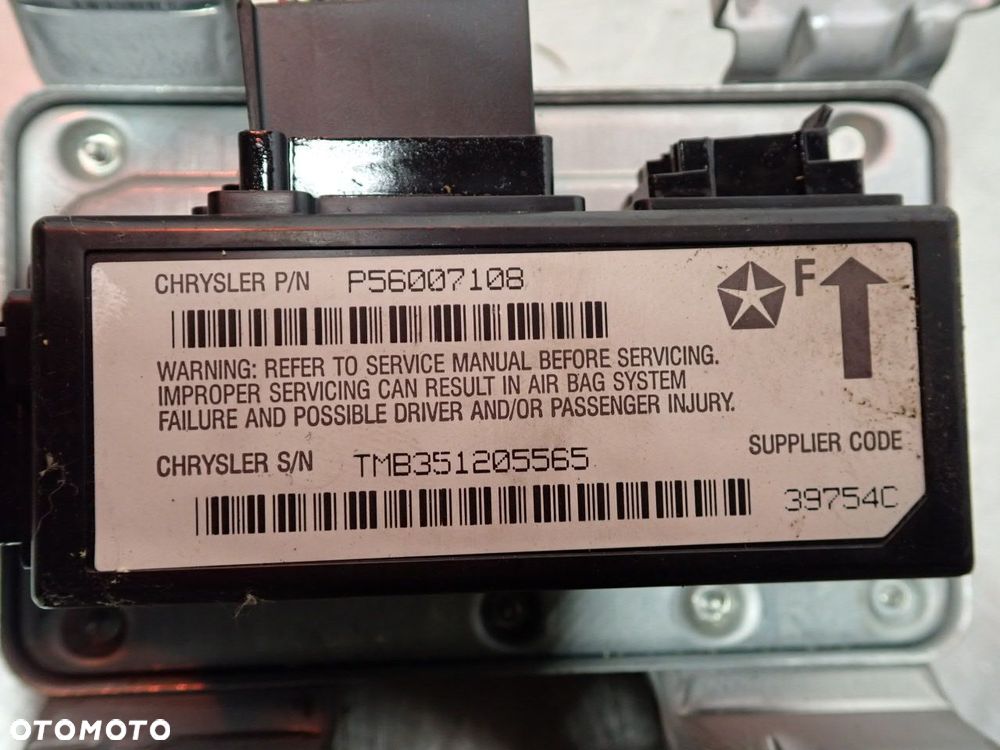 CHRYSLER P/N P56007108
F
WARNING: REFER TO SERVICE MANUAL BEFORE SERVICING.
IMPROPER SERVICING CAN RESULT IN AIR BAG SYSTEM
FAILURE AND POSSIBLE DRIVER AND/OR PASSENGER INJURY.
SUPPLIER CODE
CHRYSLER S/N TMB351205565
39754C
OTOMOTO